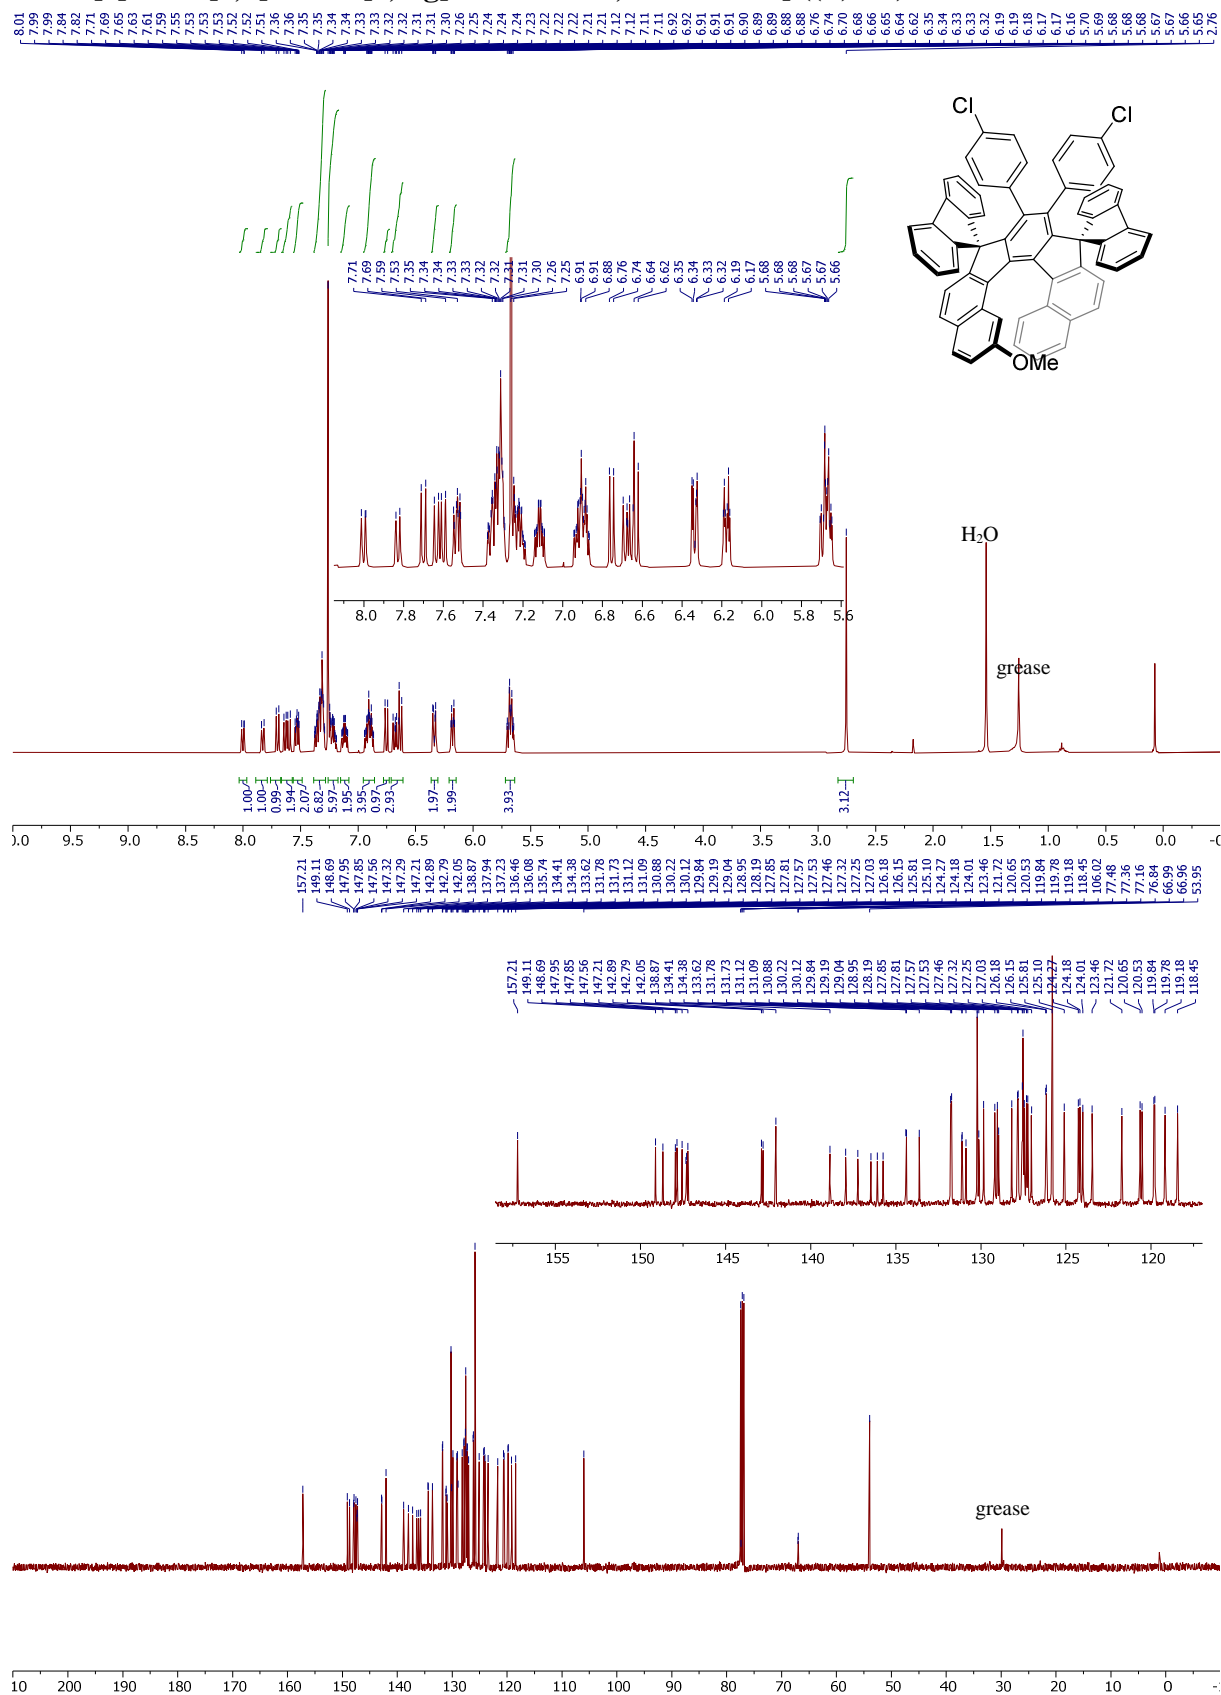 8.01 7.99 7.99 7.84 7.82 7.71 7.69 7.65 7.63 7.61 7.59 7.55 7.53 7.53 7.53 7.52 7.52 7.51 7.36 7.36 7.35 7.35 7.34 7.34 7.33 7.33 7.32 7.32 7.31 7.31 7.30 7.26 7.25 7.24 7.24 7.24 7.23 7.22 7.22 7.22 7.21 7.21 7.12 7.12 7.11 7.11 6.92 6.92 6.91 6.91 6.91 6.90 6.89 6.89 6.88 6.88 6.76 6.74 6.70 6.68 6.66 6.65 6.64 6.62 6.35 6.34 6.33 6.33 6.32 6.19 6.19 6.18 6.17 6.17 6.16 5.70 5.69 5.68 5.68 5.68 5.67 5.67 5.66 5.65 2.76
Cl
Cl
7.71 7.69 7.59 7.53 7.35 7.34 7.34 7.33 7.33 7.32 7.32 7.31 7.31 7.30 7.26 7.25 6.91 6.91 6.88 6.76 6.74 6.64 6.62 6.35 6.34 6.33 6.32 6.19 6.17 5.68 5.68 5.68 5.67 5.67 5.66
OMe
H₂O
8.0 7.8 7.6 7.4 7.2 7.0 6.8 6.6 6.4 6.2 6.0 5.8 5.6
grease
1.00 1.00 0.99 1.94 2.07 6.82 5.97 1.95 3.95 0.97 2.93 1.97 1.99 3.93 3.12
9.5 9.0 8.5 8.0 7.5 7.0 6.5 6.0 5.5 5.0 4.5 4.0 3.5 3.0 2.5 2.0 1.5 1.0 0.5 0.0
157.21 149.11 148.69 147.95 147.85 147.56 147.32 147.29 147.21 142.89 142.79 142.05 138.87 137.94 137.23 136.46 136.08 135.74 134.41 134.38 133.62 131.78 131.73 131.12 131.09 130.88 130.22 130.12 129.84 129.19 129.04 128.95 128.19 127.85 127.81 127.57 127.53 127.46 127.32 127.25 127.03 126.18 126.15 125.81 125.10 124.27 124.18 124.01 123.46 121.72 120.65 120.53 119.84 119.78 119.18 118.45 106.02 77.48 77.36 77.16 76.84 66.99 66.96 53.95
157.21 149.11 148.69 147.95 147.85 147.56 147.21 142.89 142.79 142.05 138.87 134.41 134.38 133.62 131.78 131.73 131.12 131.09 130.88 130.22 130.12 129.84 129.19 129.04 128.95 128.19 127.85 127.81 127.57 127.53 127.46 127.32 127.25 127.03 126.18 126.15 125.81 125.10 124.27 124.18 124.01 123.46 121.72 120.65 120.53 119.84 119.78 119.18 118.45
155 150 145 140 135 130 125 120
grease
200 190 180 170 160 150 140 130 120 110 100 90 80 70 60 50 40 30 20 10 0